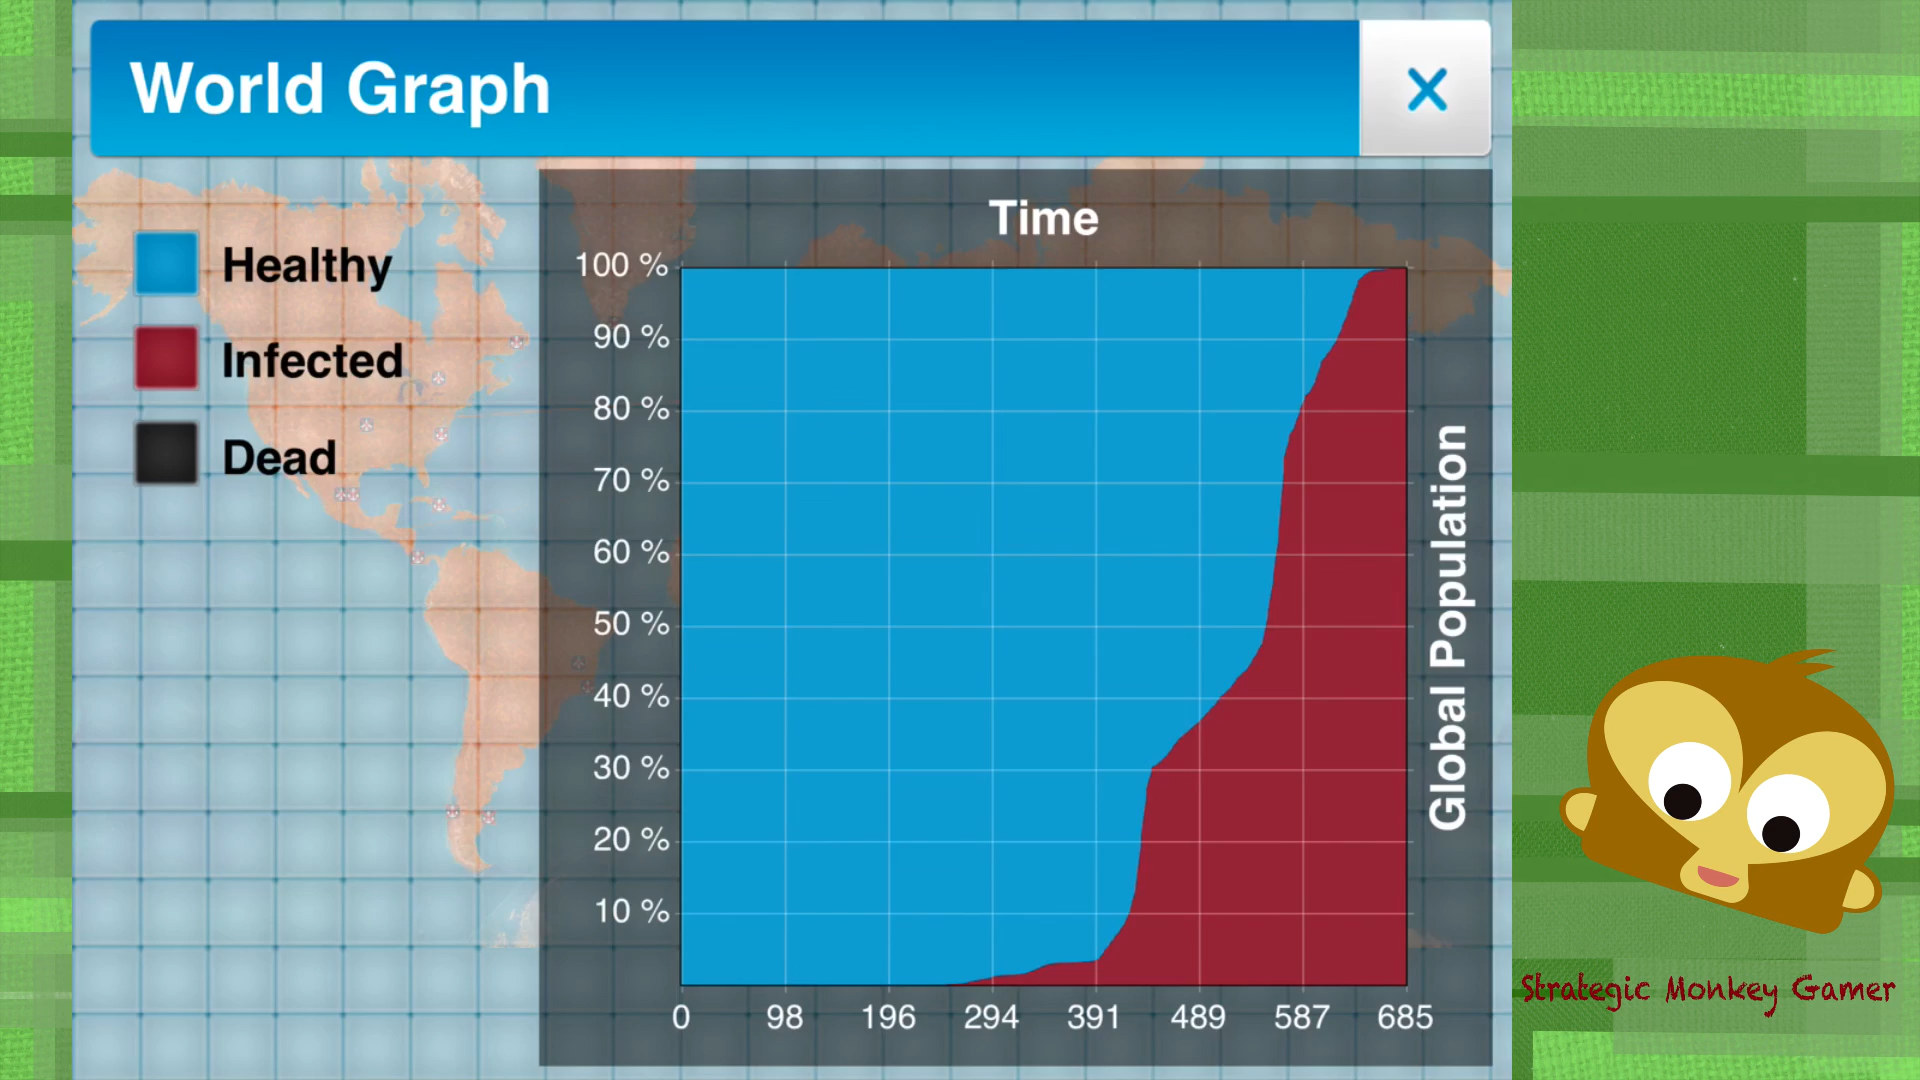 World Graph
Healthy
Infected
Dead
Time
100 %
90 %
80 %
70 %
60 %
50 %
40 %
30 %
20 %
10 %
0 98 196 294 391 489 587 685
Global Population
Strategic Monkey Gamer